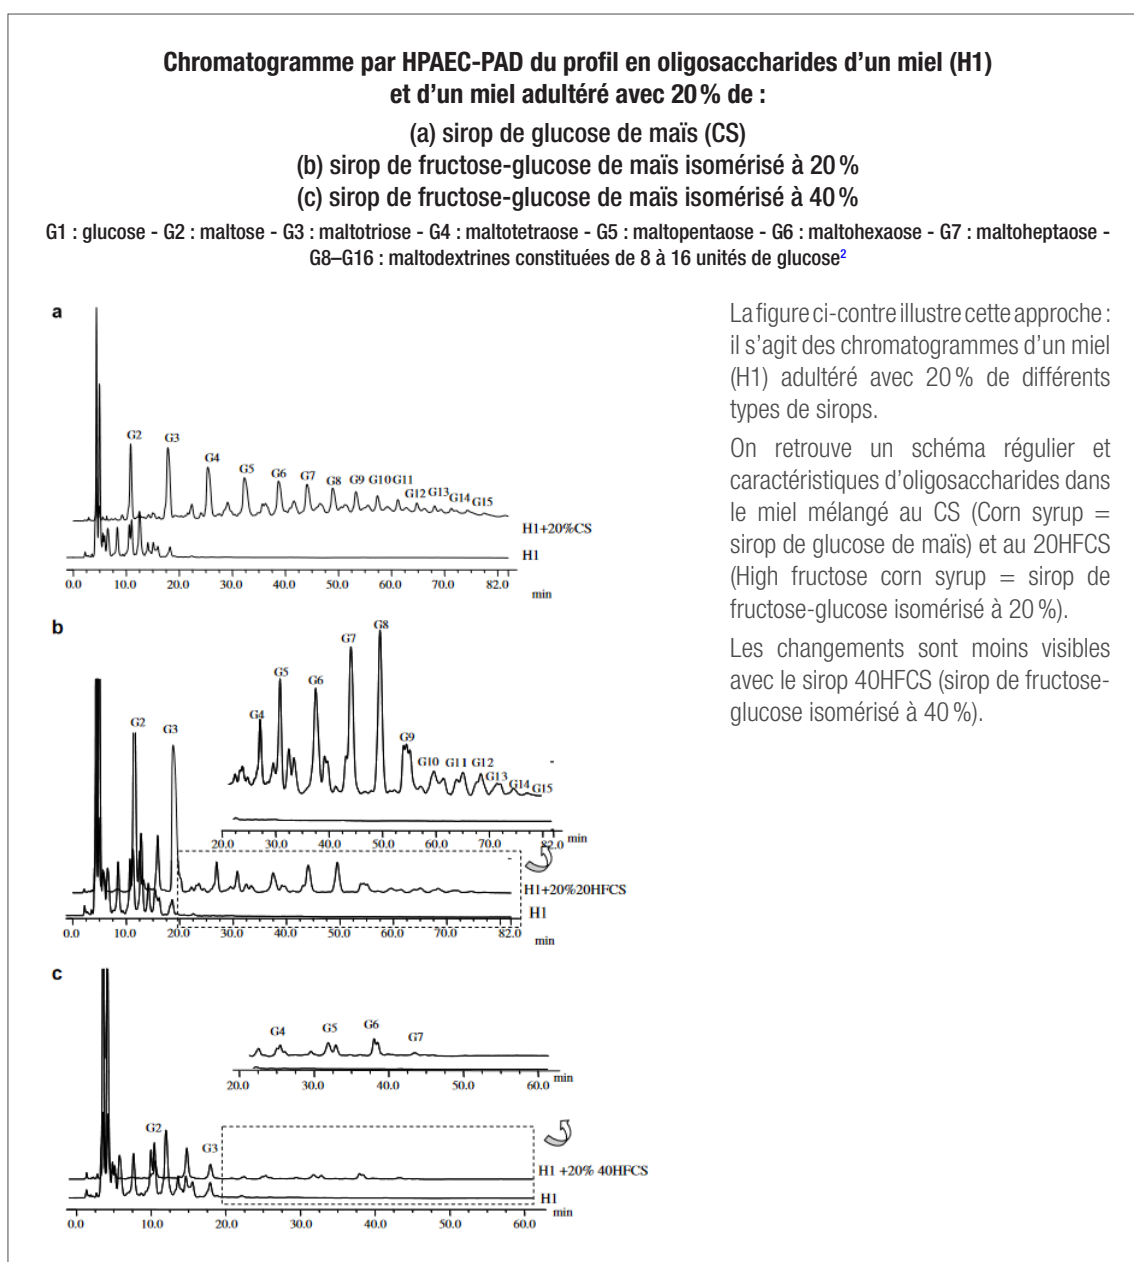 Chromatogramme par HPAEC-PAD du profil en oligosaccharides d’un miel (H1)
et d’un miel adultéré avec 20 % de :
(a) sirop de glucose de maïs (CS)
(b) sirop de fructose-glucose de maïs isomérisé à 20 %
(c) sirop de fructose-glucose de maïs isomérisé à 40 %
G1 : glucose - G2 : maltose - G3 : maltotriose - G4 : maltotetraose - G5 : maltopentaose - G6 : maltohexaose - G7 : maltoheptaose -
G8–G16 : maltodextrines constituées de 8 à 16 unités de glucose²
a
G2 G3 G4 G5 G6 G7 G8 G9 G10 G11 G12 G13 G14 G15
H1+20%CS
H1
0.0 10.0 20.0 30.0 40.0 50.0 60.0 70.0 82.0
min
b
G2 G3
G4 G5 G6 G7 G8 G9 G10 G11 G12 G13 G14 G15
20.0 30.0 40.0 50.0 60.0 70.0 82.0
min
H1+20%20HFCS
H1
0.0 10.0 20.0 30.0 40.0 50.0 60.0 70.0 82.0
min
c
G4 G5 G6 G7
20.0 30.0 40.0 50.0 60.0
min
G2 G3
H1 +20% 40HFCS
H1
0.0 10.0 20.0 30.0 40.0 50.0 60.0
min
La figure ci-contre illustre cette approche :
il s’agit des chromatogrammes d’un miel
(H1) adultéré avec 20 % de différents
types de sirops.
On retrouve un schéma régulier et
caractéristiques d’oligosaccharides dans
le miel mélangé au CS (Corn syrup =
sirop de glucose de maïs) et au 20HFCS
(High fructose corn syrup = sirop de
fructose-glucose isomérisé à 20 %).
Les changements sont moins visibles
avec le sirop 40HFCS (sirop de fructose-
glucose isomérisé à 40 %).